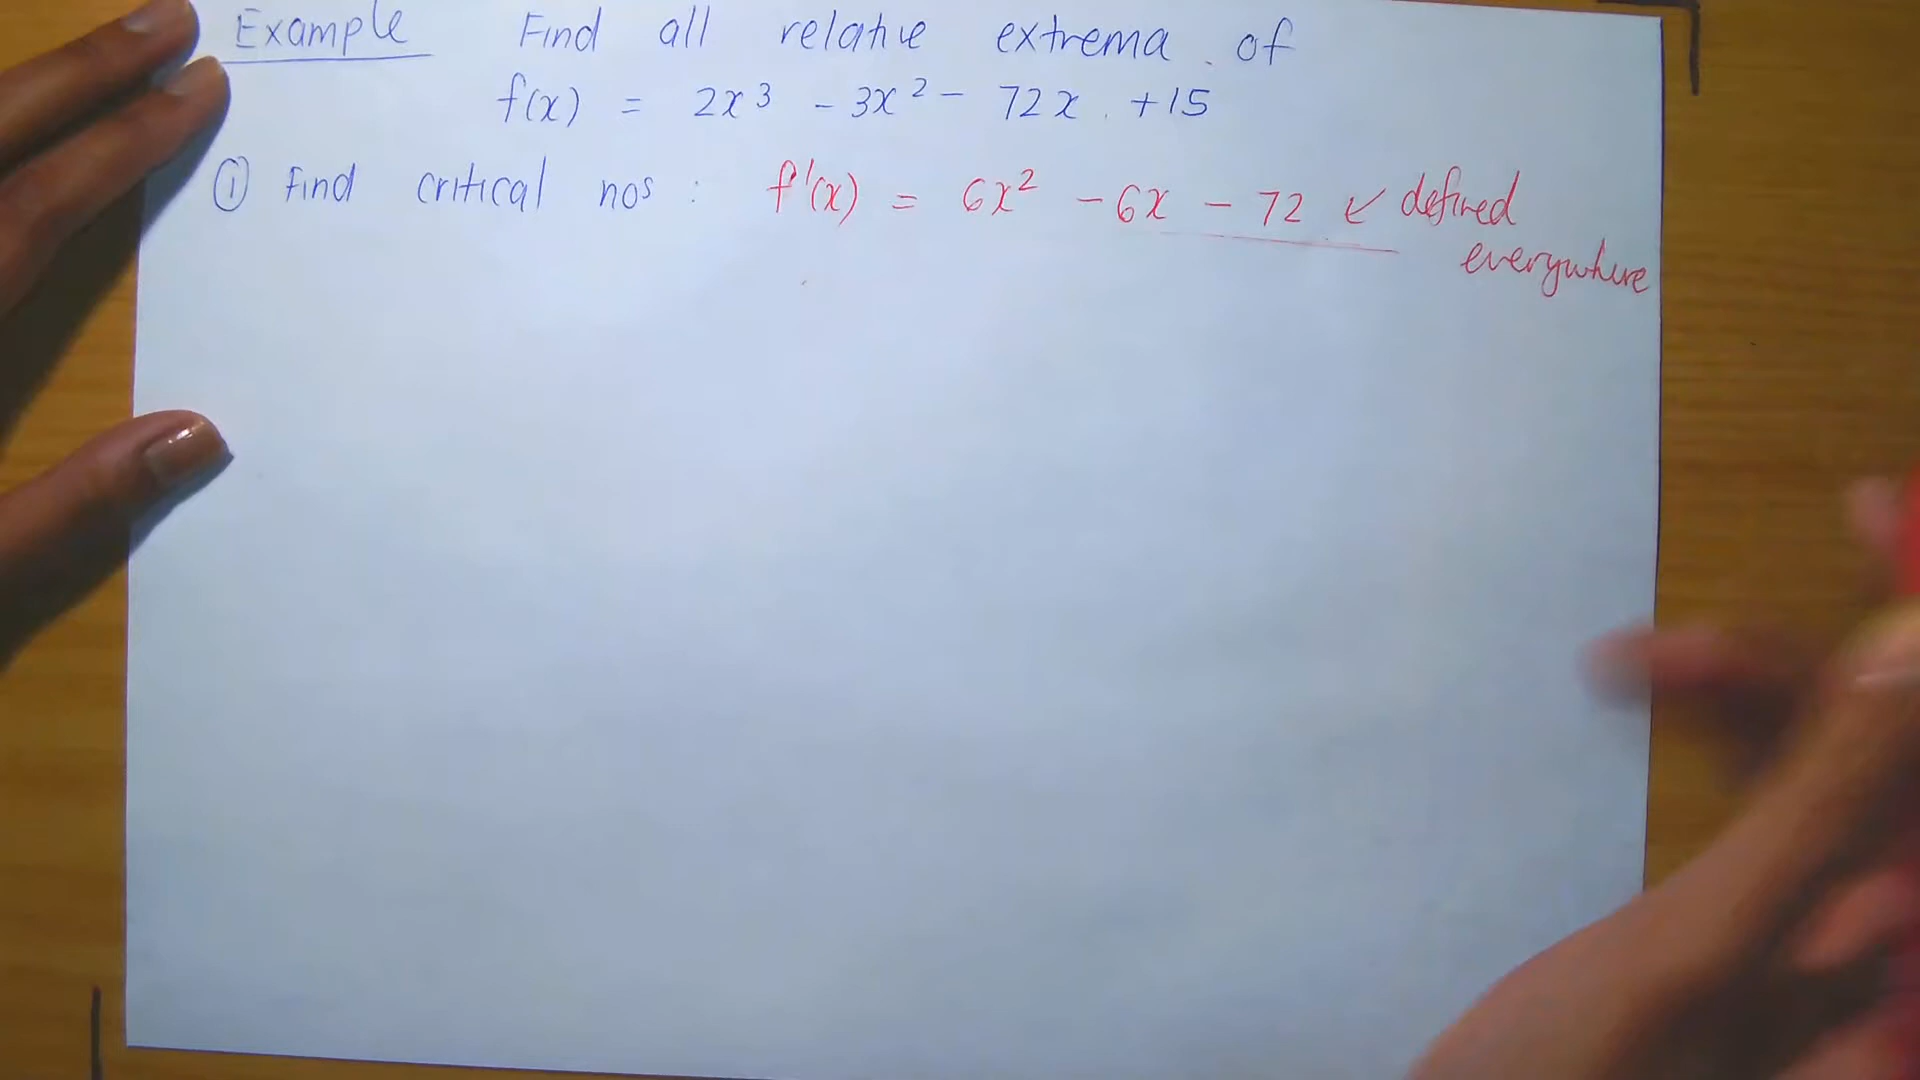 Example Find all relative extrema of
f(x) = 2x³ - 3x² - 72x + 15
① Find critical nos : f'(x) = 6x² - 6x - 72 ↙ defined
everywhere